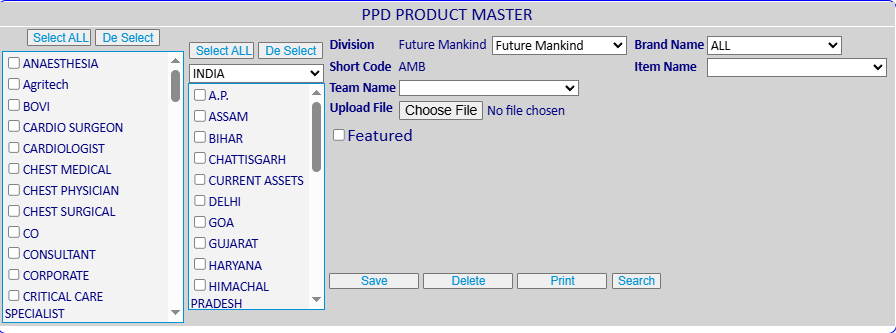 PPD PRODUCT MASTER
Select ALL De Select
ANAESTHESIA
Agritech
BOVI
CARDIO SURGEON
CARDIOLOGIST
CHEST MEDICAL
CHEST PHYSICIAN
CHEST SURGICAL
CO
CONSULTANT
CORPORATE
CRITICAL CARE
SPECIALIST
Select ALL De Select
INDIA
A.P.
ASSAM
BIHAR
CHATTISGARH
CURRENT ASSETS
DELHI
GOA
GUJARAT
HARYANA
HIMACHAL
PRADESH
Division Future Mankind Future Mankind Brand Name ALL
Short Code AMB Item Name
Team Name
Upload File Choose File No file chosen
Featured
Save Delete Print Search